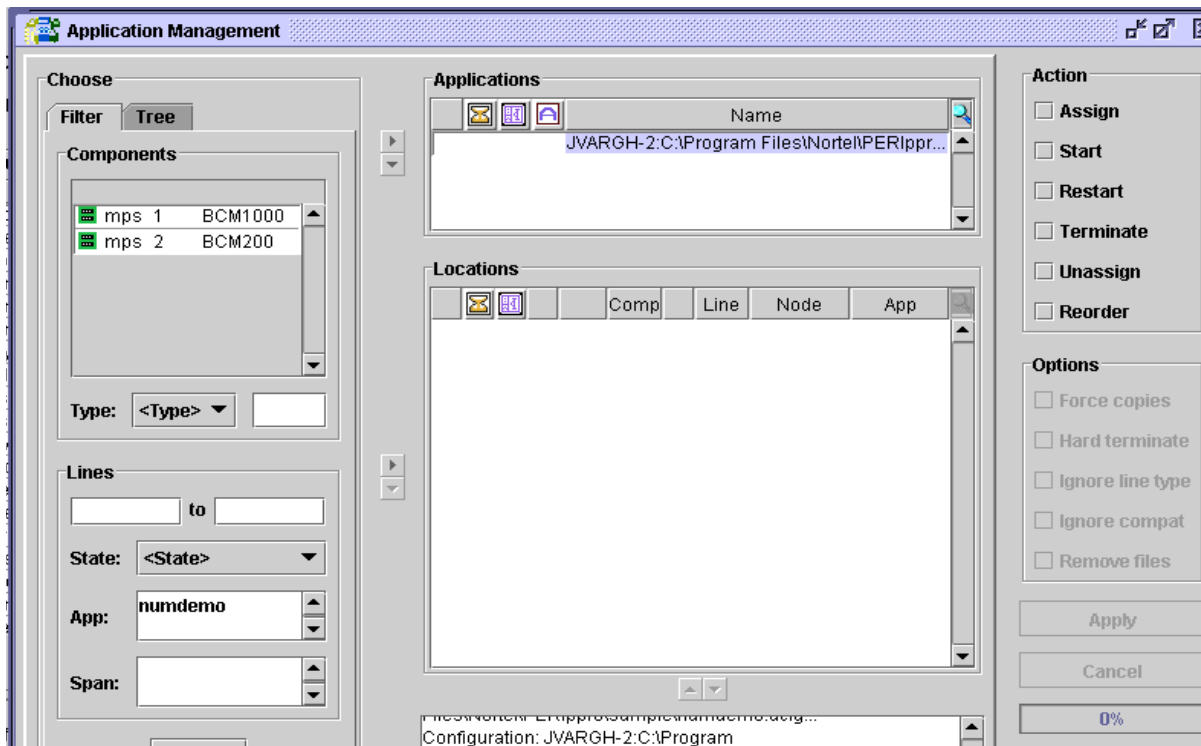 Application Management
Choose
Filter Tree
Components
mps 1 BCM1000
mps 2 BCM200
Type: <Type>
Lines
to
State: <State>
App: numdemo
Span:
Applications
Name
JVARGH-2:C:\Program Files\Nortel\PERIppr...
Locations
Comp Line Node App
Configuration: JVARGH-2:C:\Program
Action
Assign
Start
Restart
Terminate
Unassign
Reorder
Options
Force copies
Hard terminate
Ignore line type
Ignore compat
Remove files
Apply
Cancel
0%